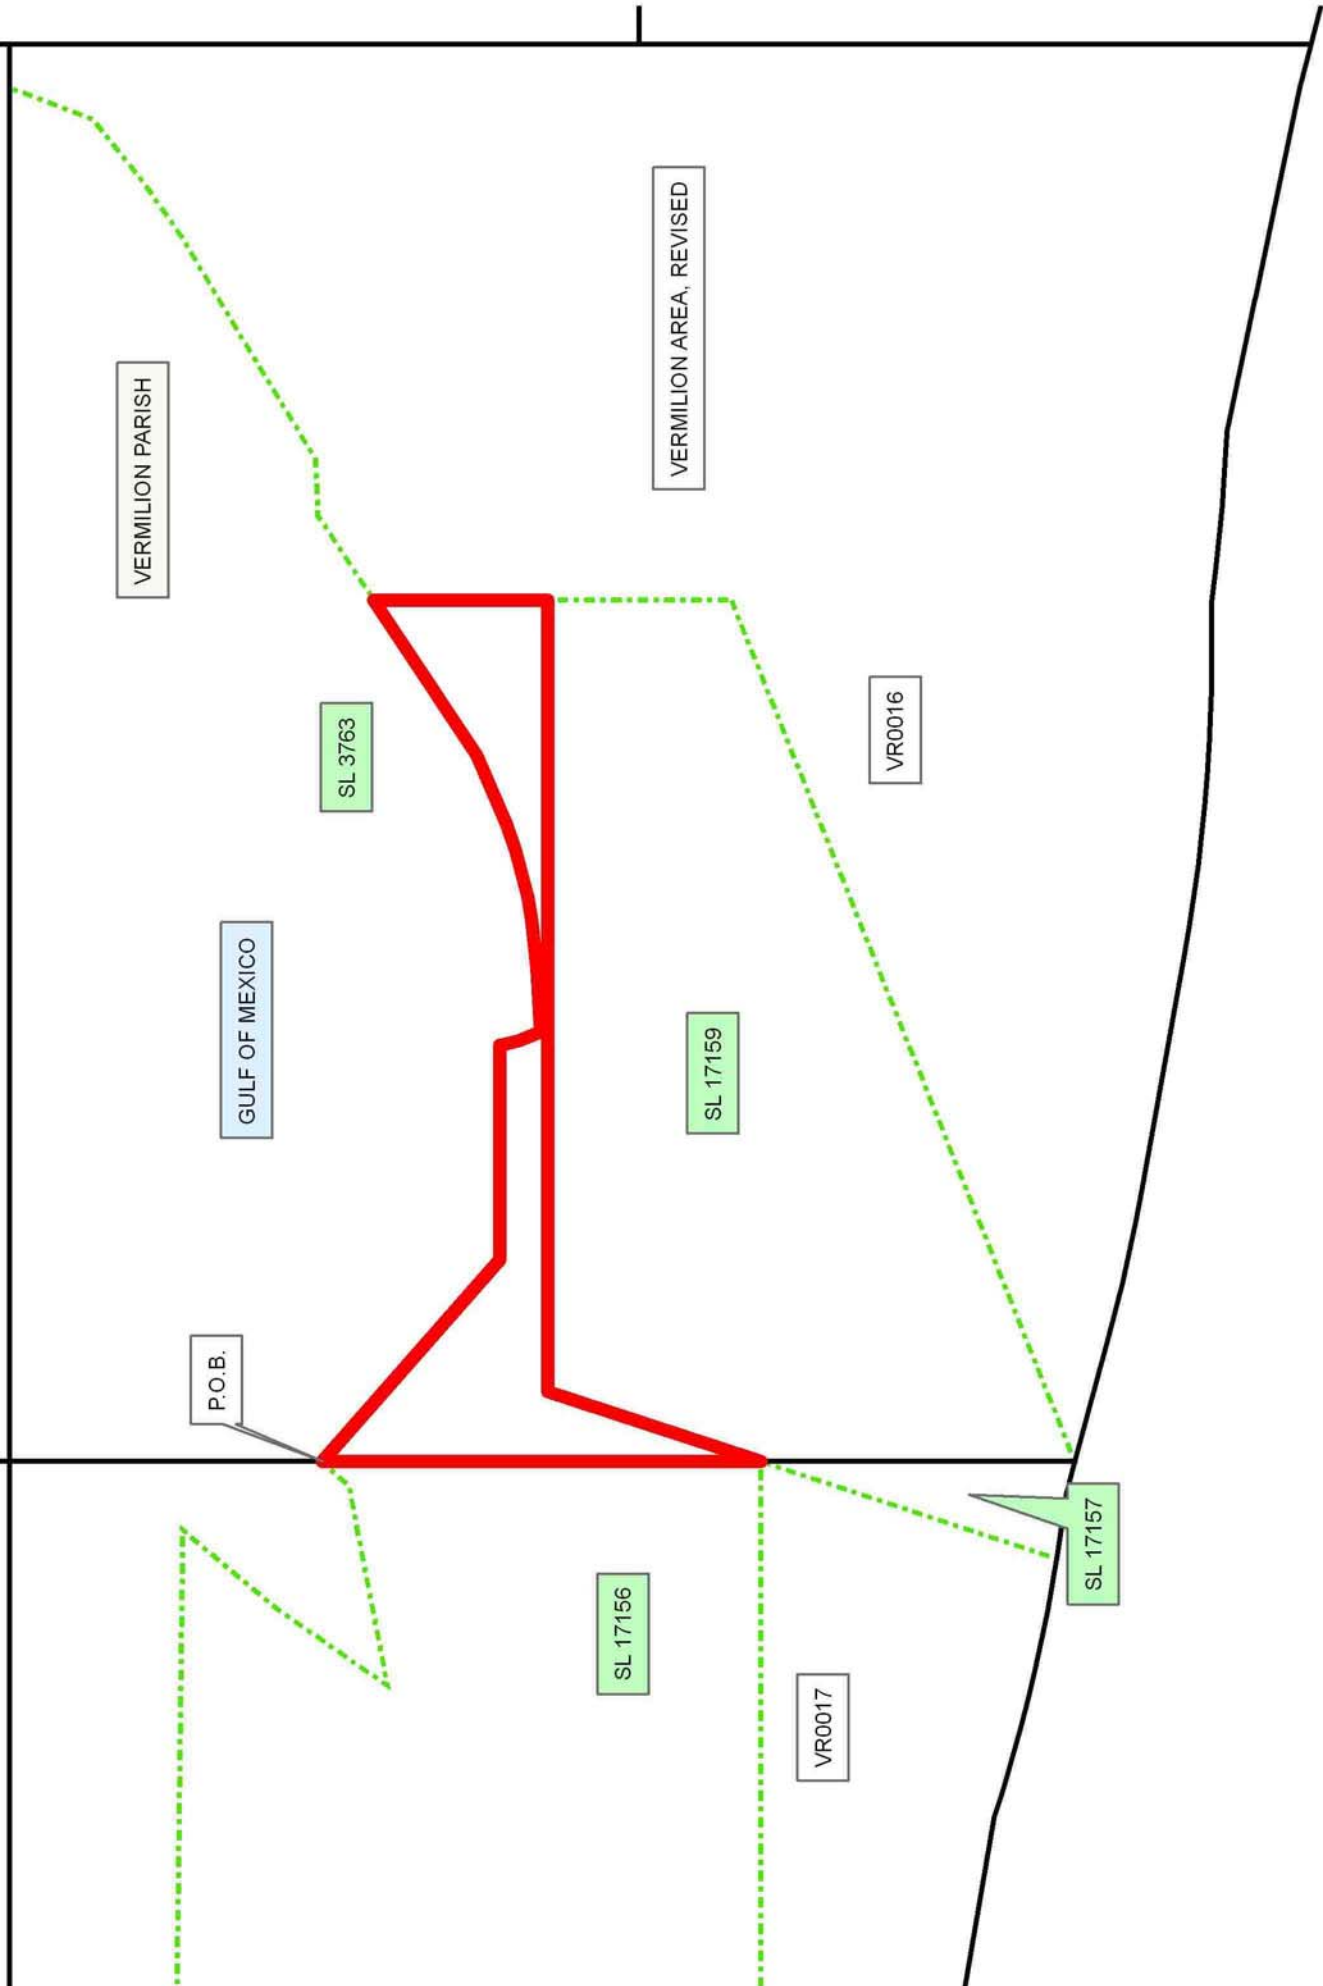 VERMILION PARISH
VERMILION AREA, REVISED
SL 3763
VR0016
GULF OF MEXICO
SL 17159
P.O.B.
SL 17157
SL 17156
VR0017